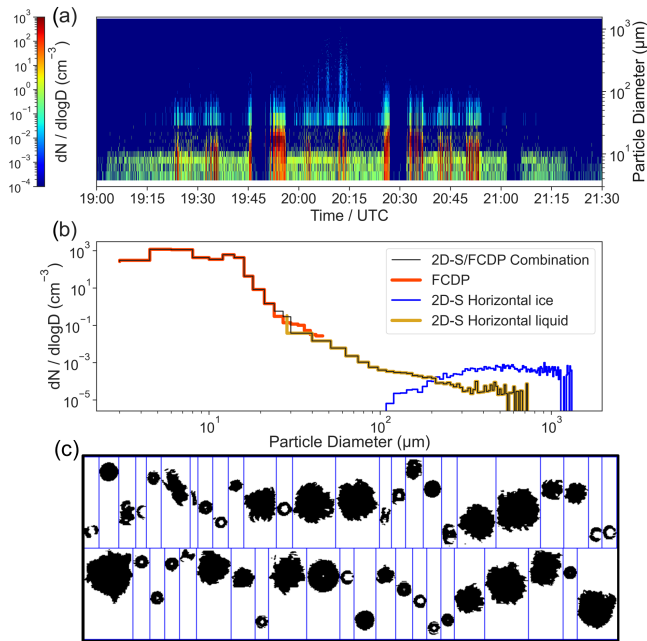 (a)
dN / dlogD (cm⁻³)
10³
10²
10¹
10⁰
10⁻¹
10⁻²
10⁻³
10⁻⁴
Particle Diameter (μm)
10³
10²
10¹
19:00 19:15 19:30 19:45 20:00 20:15 20:30 20:45 21:00 21:15 21:30
Time / UTC
(b)
dN / dlogD (cm⁻³)
10³
10¹
10⁻¹
10⁻³
10⁻⁵
2D-S/FCDP Combination
FCDP
2D-S Horizontal ice
2D-S Horizontal liquid
10¹ 10² 10³
Particle Diameter (μm)
(c)